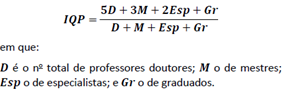 IQP = 5D + 3M + 2Esp + Gr / D + M + Esp + Gr
em que:
D é o nº total de professores doutores; M o de mestres;
Esp o de especialistas; e Gr o de graduados.